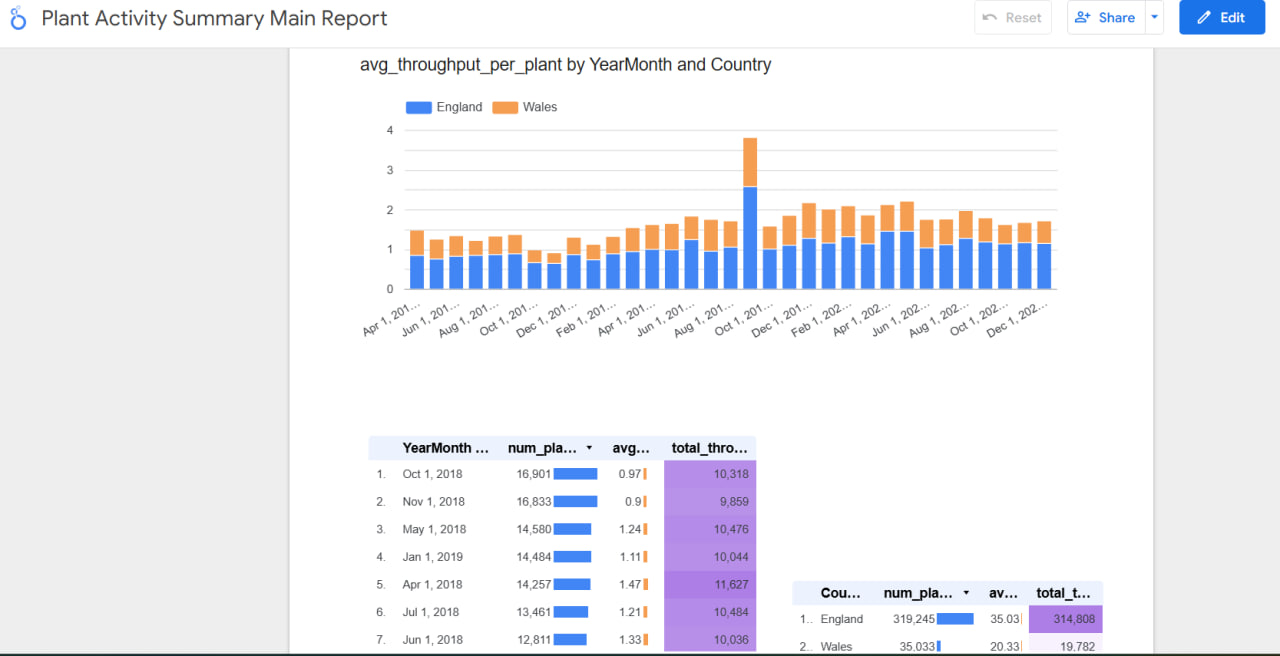 Plant Activity Summary Main Report
Reset
Share
Edit
avg_throughput_per_plant by YearMonth and Country
England Wales
4
3
2
1
0
Apr 1, 201… Jun 1, 201… Aug 1, 201… Oct 1, 201… Dec 1, 201… Feb 1, 201… Apr 1, 201… Jun 1, 201… Aug 1, 201… Oct 1, 201… Dec 1, 201… Feb 1, 202… Apr 1, 202… Jun 1, 202… Aug 1, 202… Oct 1, 202… Dec 1, 202…
YearMonth … num_pla… avg… total_thro…
1. Oct 1, 2018 16,901 0.97 10,318
2. Nov 1, 2018 16,833 0.9 9,859
3. May 1, 2018 14,580 1.24 10,476
4. Jan 1, 2019 14,484 1.11 10,044
5. Apr 1, 2018 14,257 1.47 11,627
6. Jul 1, 2018 13,461 1.21 10,484
7. Jun 1, 2018 12,811 1.33 10,036
Cou… num_pla… av… total_t…
1.. England 319,245 35.03 314,808
2.. Wales 35,033 20.33 19,782